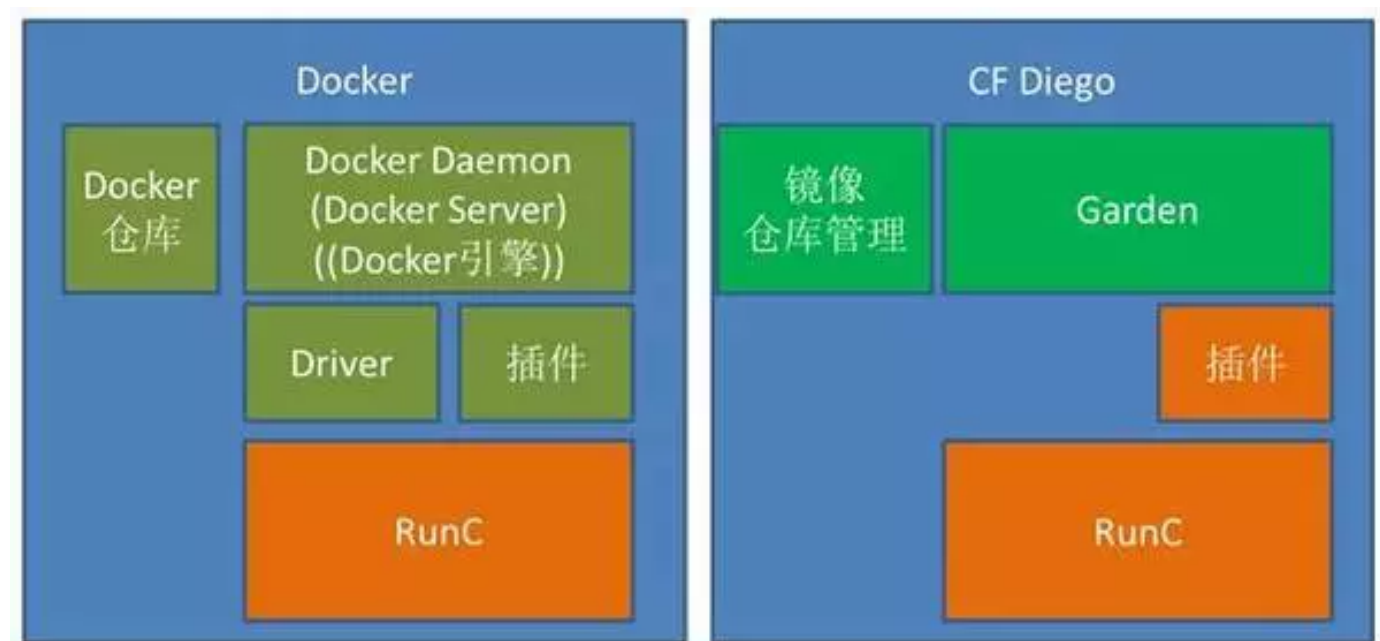 Docker
Docker
仓库
Docker Daemon
(Docker Server)
((Docker引擎))
Driver
插件
RunC
CF Diego
镜像
仓库管理
Garden
插件
RunC